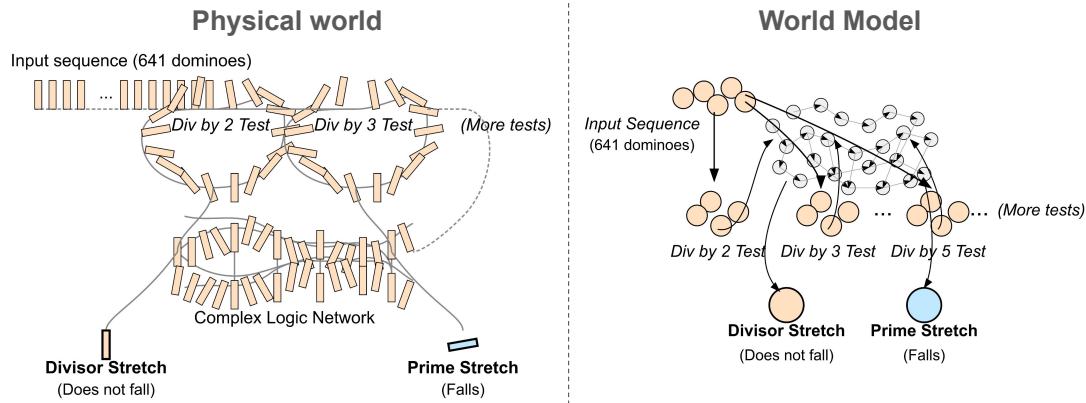 Physical world
Input sequence (641 dominoes)
...
Div by 2 Test
Div by 3 Test
(More tests)
Complex Logic Network
Divisor Stretch
(Does not fall)
Prime Stretch
(Falls)
World Model
Input Sequence
(641 dominoes)
...
...
(More tests)
Div by 2 Test
Div by 3 Test
Div by 5 Test
Divisor Stretch
(Does not fall)
Prime Stretch
(Falls)